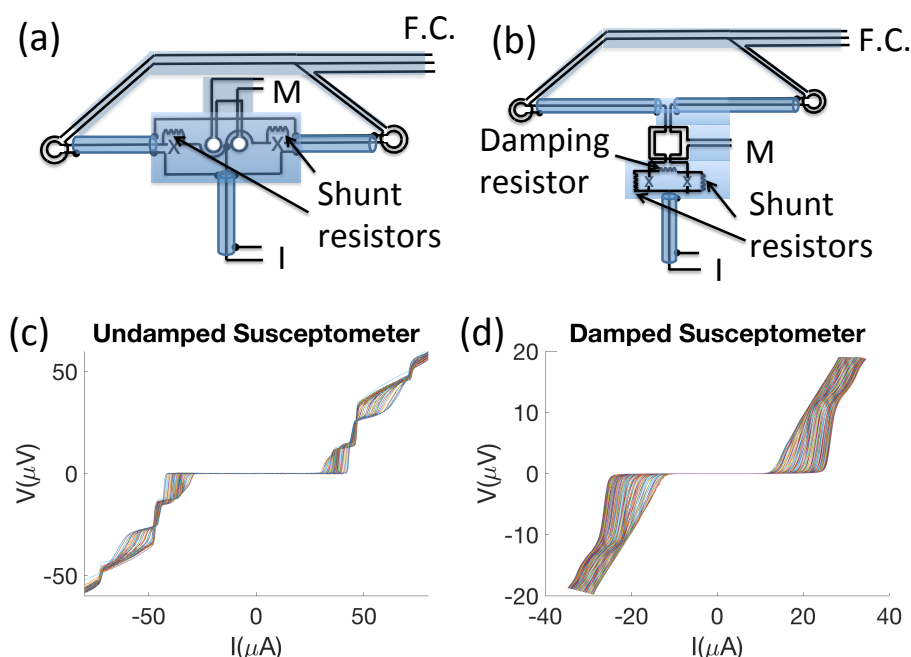 (a)
F.C.
M
Shunt
resistors
I
X
X
(b)
F.C.
Damping
resistor
M
Shunt
resistors
I
X
X
(c)
Undamped Susceptometer
50
0
-50
V(μV)
-50
0
50
I(μA)
(d)
Damped Susceptometer
20
10
0
-10
-20
V(μV)
-40
-20
0
20
40
I(μA)